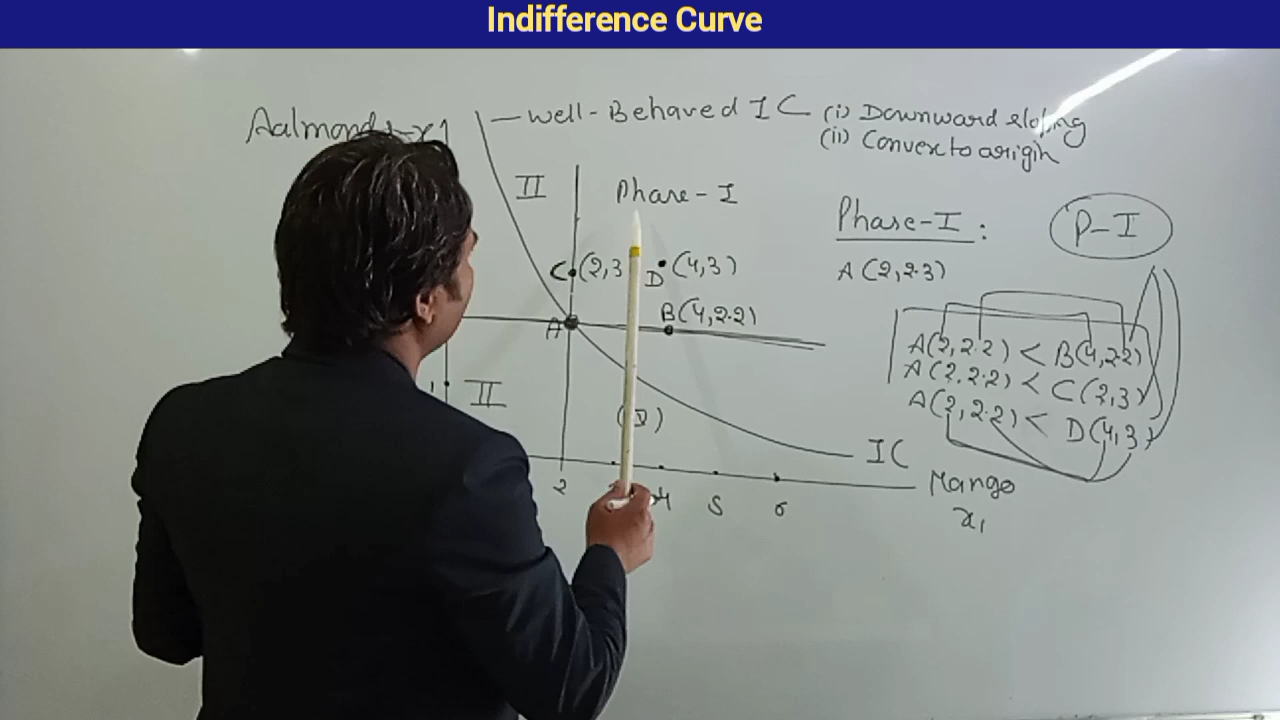 Indifference Curve
Aalmonds-x1
well-Behaved IC (i) Downward sloping
(ii) Convex to origin
II
Phase-I
Phase-I:
P-I
C (2,3
D (4,3)
A(2,2.3)
A
B(4,2.2)
A(2,2.2) < B(4,2.2)
A(2,2.2) < C(2,3)
A(2,2.2) < D(4,3)
1
II
IC
Mango
x1
2
4
5
6